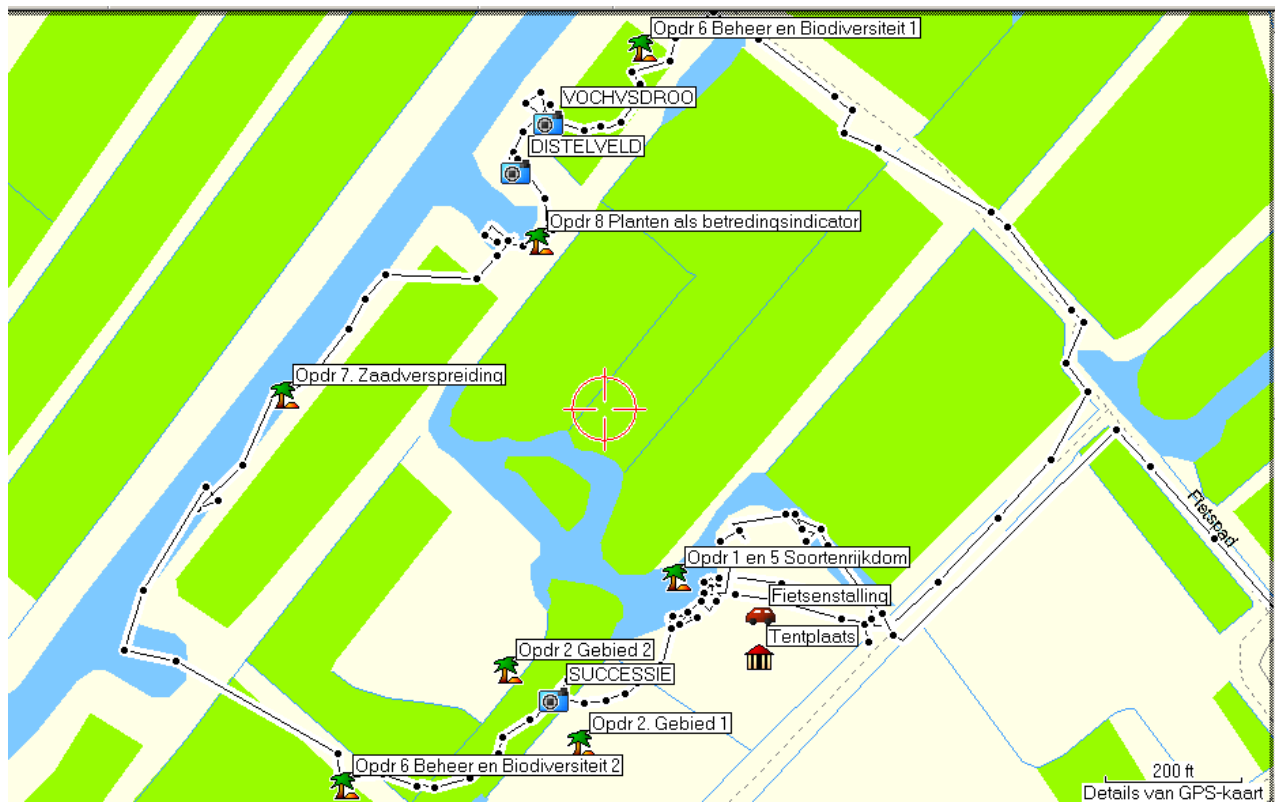 Opdr 6 Beheer en Biodiversiteit 1
VOCHVSDROO
DISTELVELD
Opdr 8 Planten als betredingsindicator
Opdr 7. Zaadverspreiding
Fietspad
Opdr 1 en 5 Soortenrijkdom
Fietsenstalling
Tentplaats
Opdr 2 Gebied 2
SUCCESSIE
Opdr 2. Gebied 1
Opdr 6 Beheer en Biodiversiteit 2
200 ft
Details van GPS-kaart